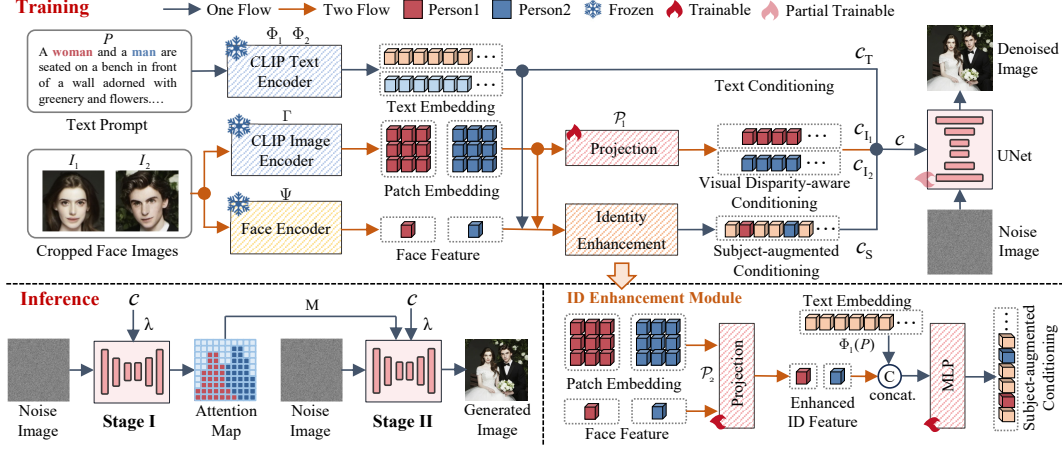 Training
One Flow
Two Flow
Person1
Person2
Frozen
Trainable
Partial Trainable
P
A woman and a man are
seated on a bench in front
of a wall adorned with
greenery and flowers.…
Text Prompt
Φ1 Φ2
CLIP Text
Encoder
Text Embedding
Text Conditioning
cT
Denoised
Image
I1 I2
Cropped Face Images
Γ
CLIP Image
Encoder
Patch Embedding
P1
Projection
Visual Disparity-aware
Conditioning
cI1
cI2
c
UNet
Ψ
Face Encoder
Face Feature
Identity
Enhancement
Subject-augmented
Conditioning
cS
Noise
Image
Inference
c
λ
M
c
λ
Noise
Image
Stage I
Attention
Map
Noise
Image
Stage II
Generated
Image
ID Enhancement Module
Patch Embedding
Face Feature
P2
Projection
Text Embedding
Φ1(P)
Enhanced
ID Feature
C
concat.
MLP
Subject-augmented
Conditioning